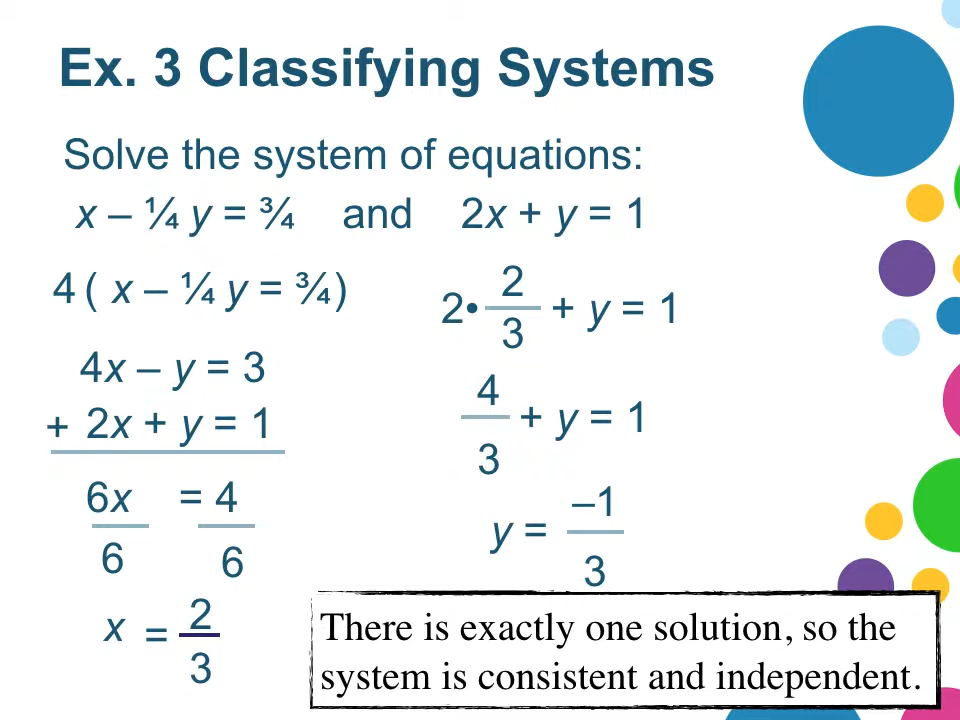 Ex. 3 Classifying Systems
Solve the system of equations:
x – ¼ y = ¾ and 2x + y = 1
4 ( x – ¼ y = ¾ )
4x – y = 3
+ 2x + y = 1
6x = 4
6 6
x = 2
3
2• 2 + y = 1
3
4 + y = 1
3
y = –1
3
There is exactly one solution, so the
system is consistent and independent.